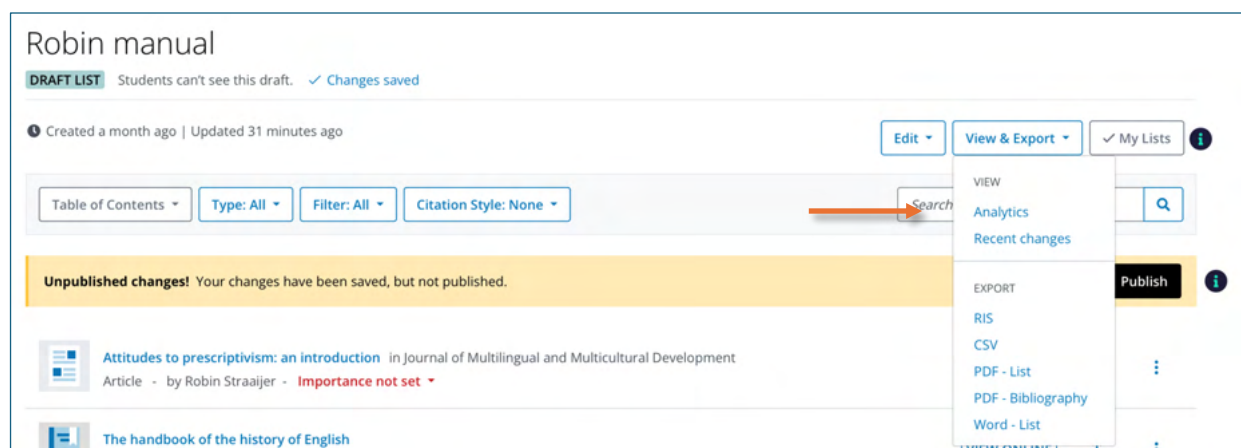 Robin manual
DRAFT LIST Students can't see this draft. Changes saved
Created a month ago | Updated 31 minutes ago
Edit View & Export My Lists
Table of Contents Type: All Filter: All Citation Style: None Search
VIEW
Analytics
Recent changes
Unpublished changes! Your changes have been saved, but not published. Publish
EXPORT
RIS
CSV
PDF - List
PDF - Bibliography
Word - List
Attitudes to prescriptivism: an introduction in Journal of Multilingual and Multicultural Development
Article - by Robin Straaijer - Importance not set
The handbook of the history of English